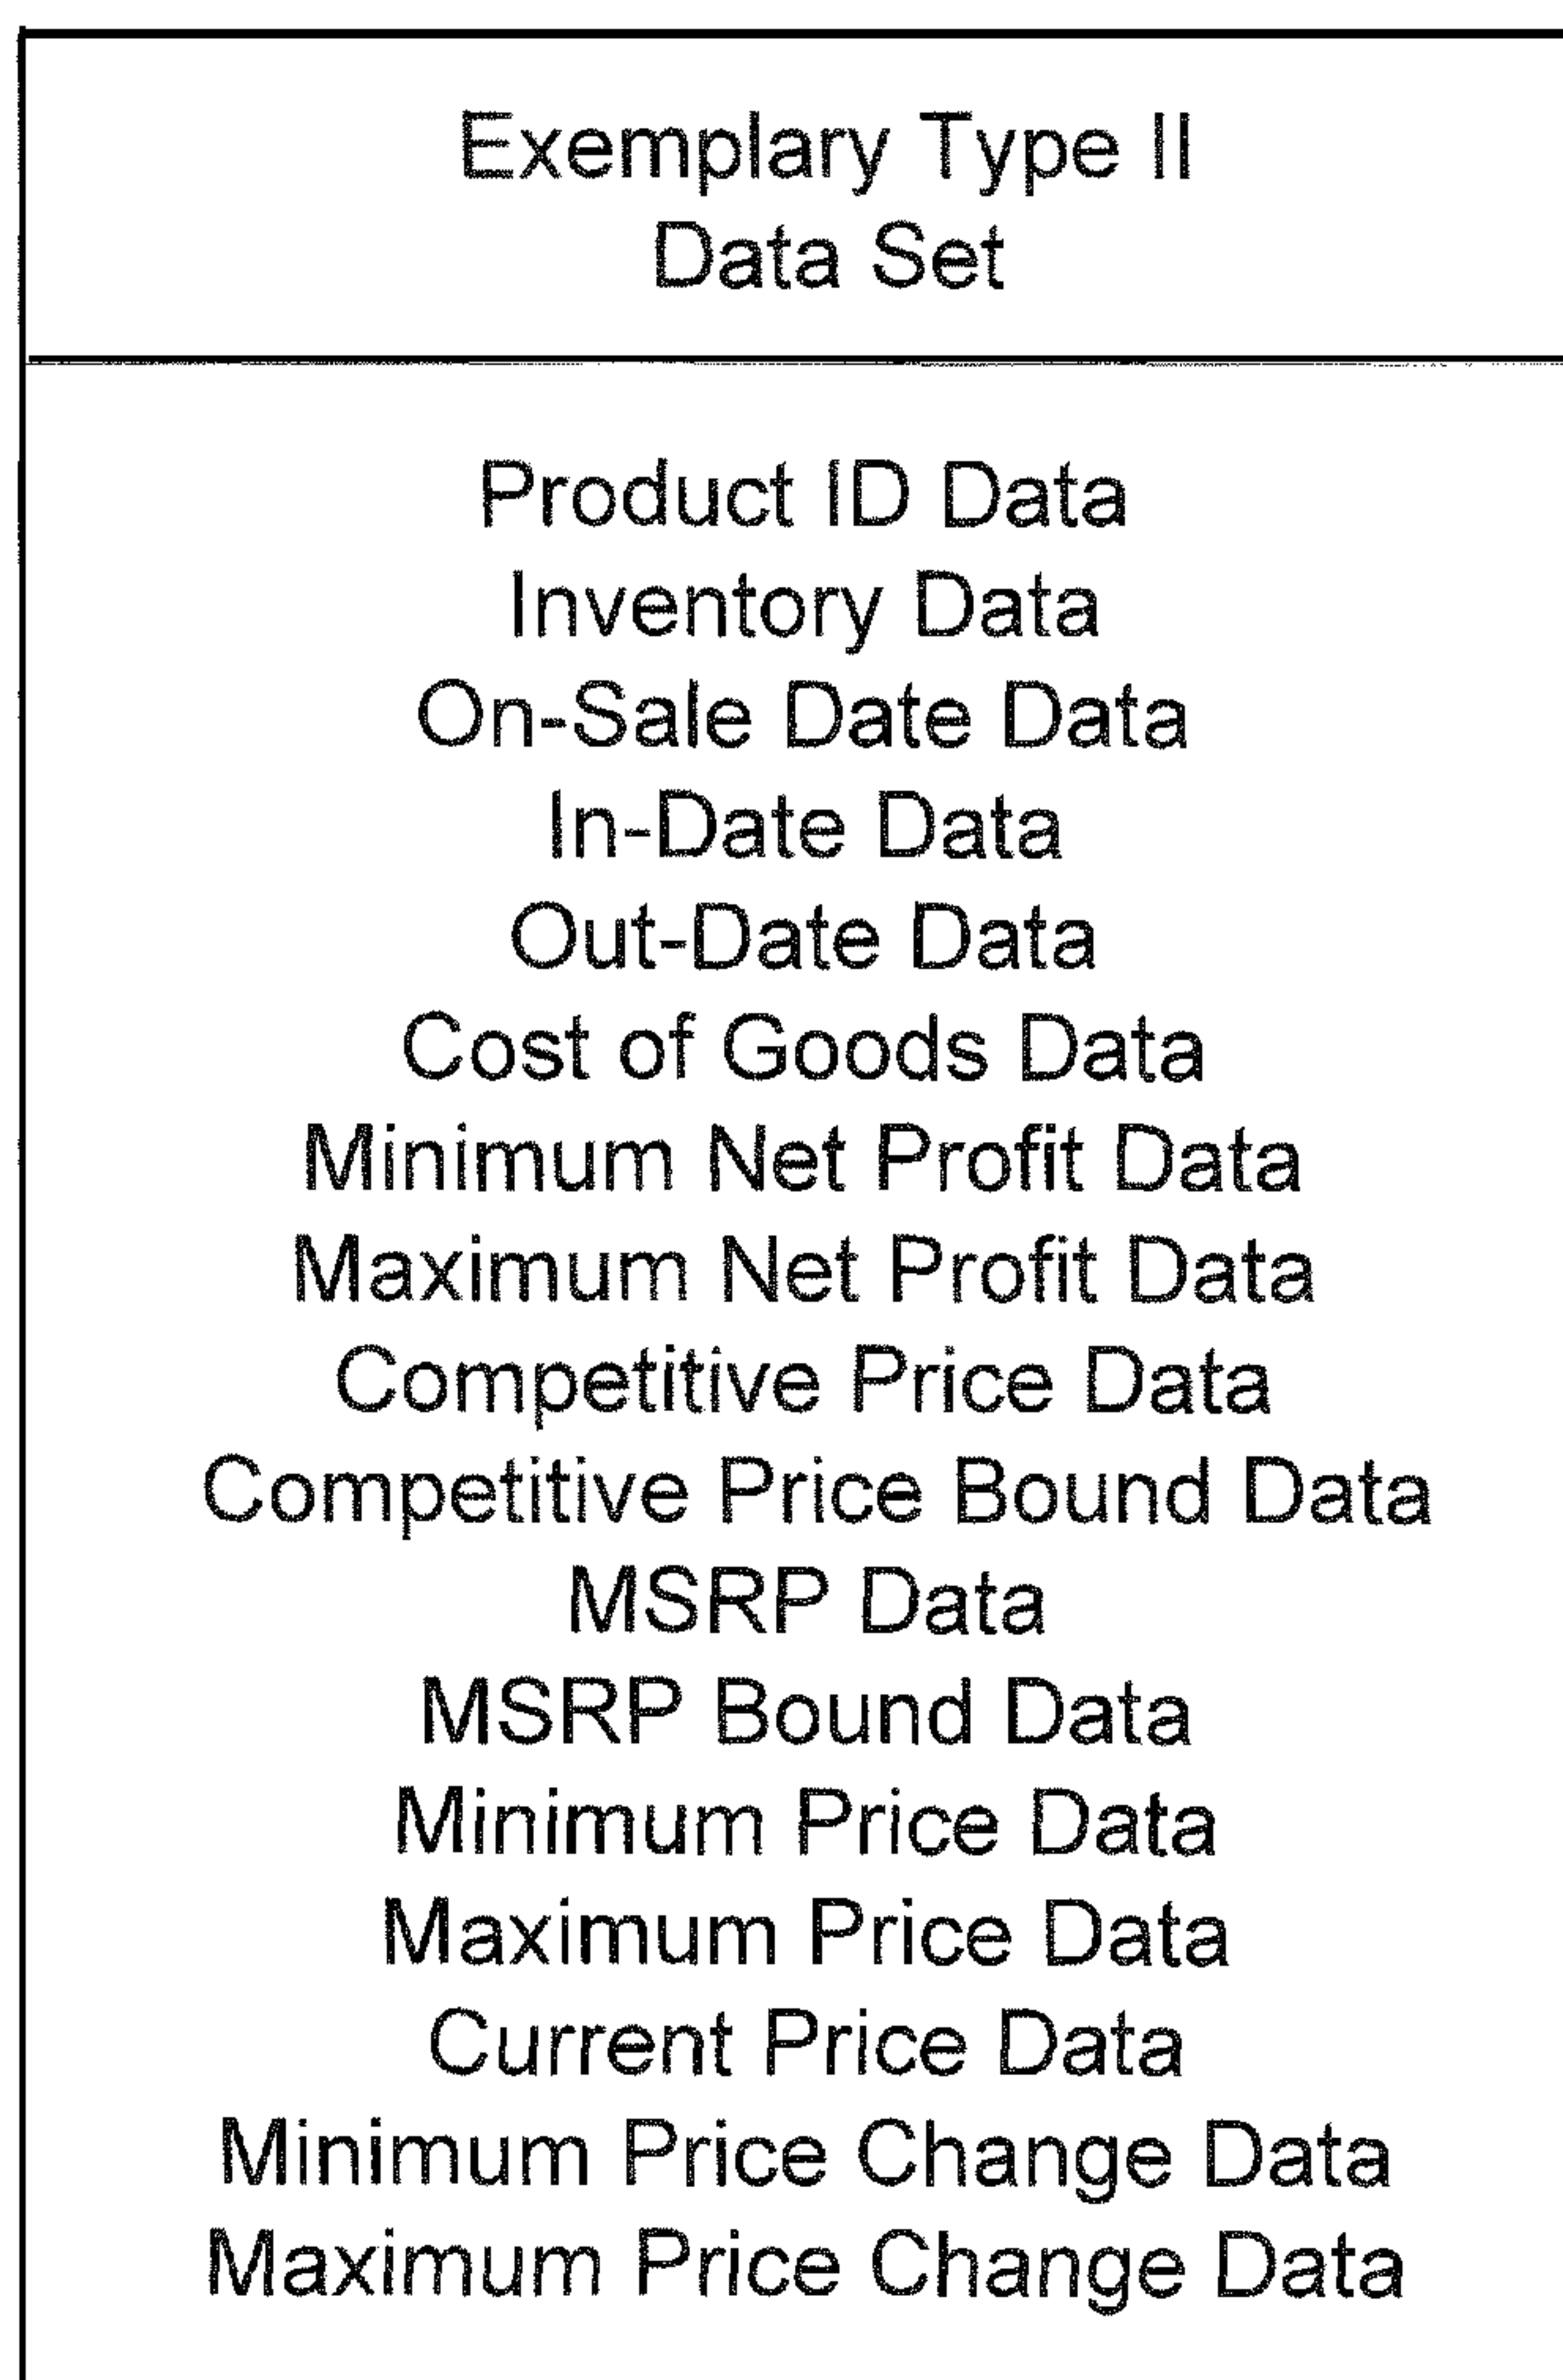 Exemplary Type II
Data Set
Product ID Data
Inventory Data
On-Sale Date Data
In-Date Data
Out-Date Data
Cost of Goods Data
Minimum Net Profit Data
Maximum Net Profit Data
Competitive Price Data
Competitive Price Bound Data
MSRP Data
MSRP Bound Data
Minimum Price Data
Maximum Price Data
Current Price Data
Minimum Price Change Data
Maximum Price Change Data